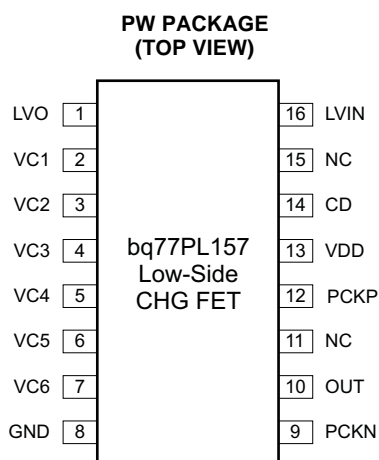 PW PACKAGE
(TOP VIEW)
LVO 1
VC1 2
VC2 3
VC3 4
VC4 5
VC5 6
VC6 7
GND 8
bq77PL157
Low-Side
CHG FET
16 LVIN
15 NC
14 CD
13 VDD
12 PCKP
11 NC
10 OUT
9 PCKN